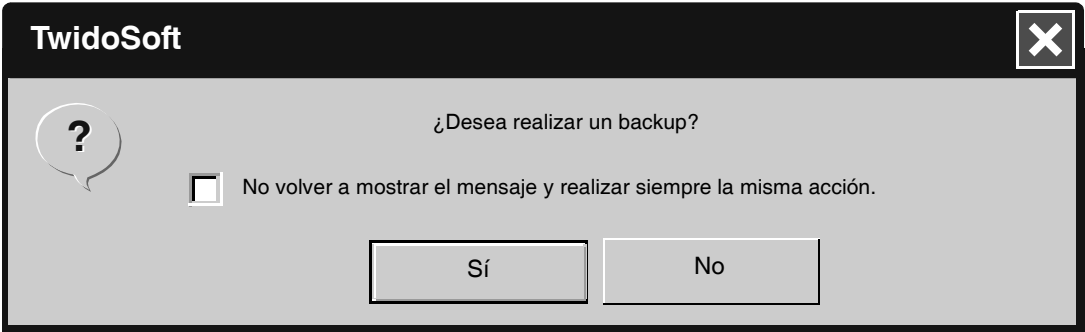 TwidoSoft
?
¿Desea realizar un backup?
No volver a mostrar el mensaje y realizar siempre la misma acción.
Sí
No